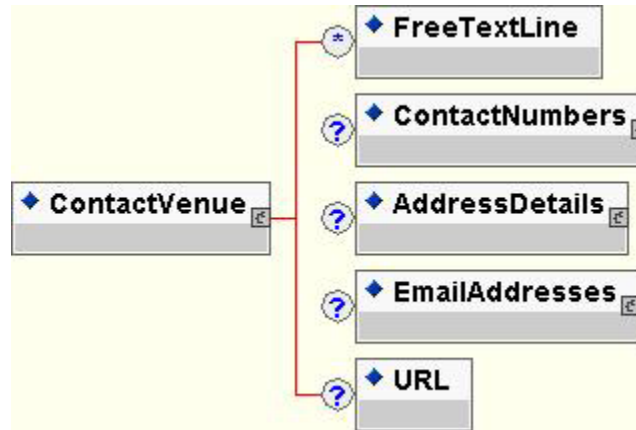 * FreeTextLine
? ContactNumbers
ContactVenue
? AddressDetails
? EmailAddresses
? URL